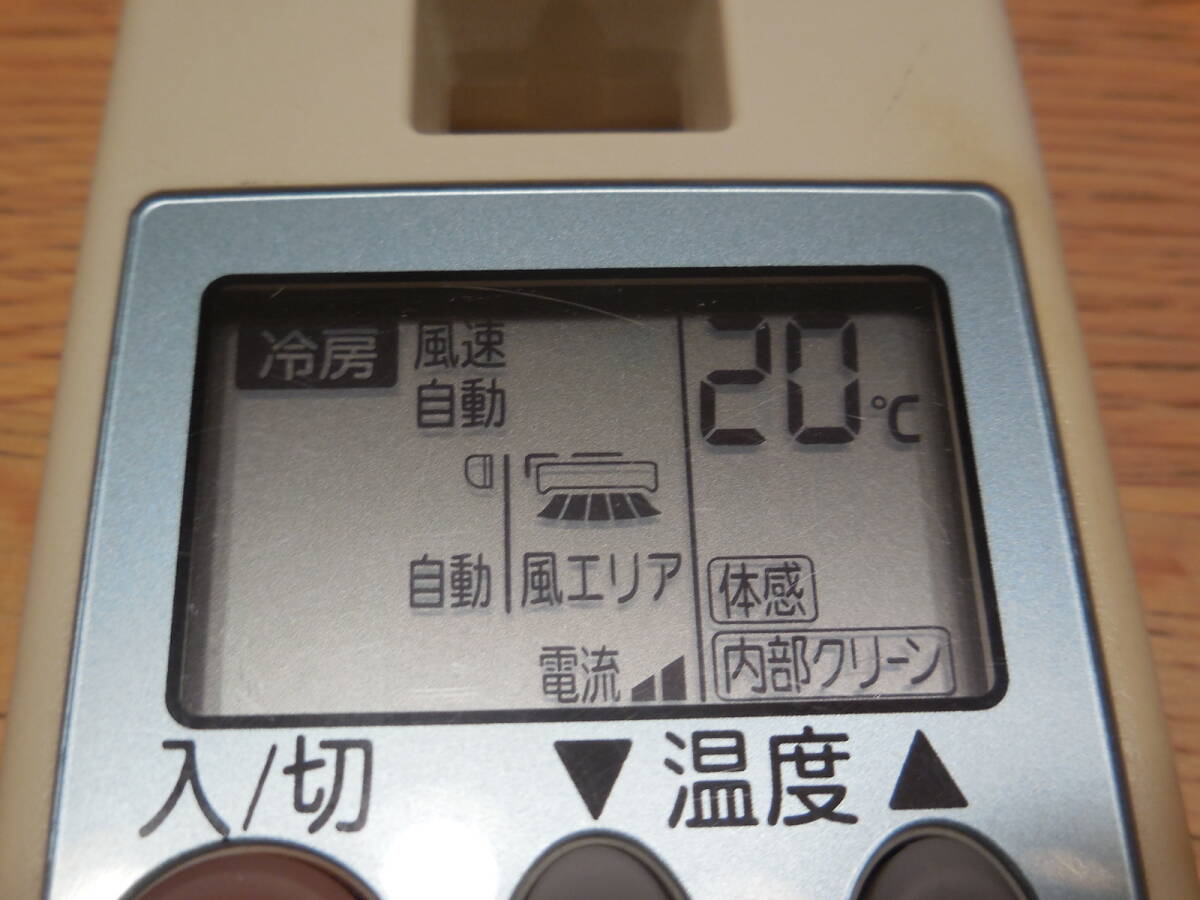 冷房 風速 20℃
自動
自動 風エリア 体感
電流 内部クリーン
入/切 ▼ 温度 ▲